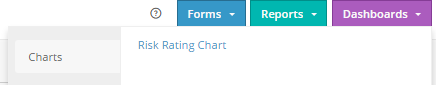 Forms Reports Dashboards
Risk Rating Chart
Charts